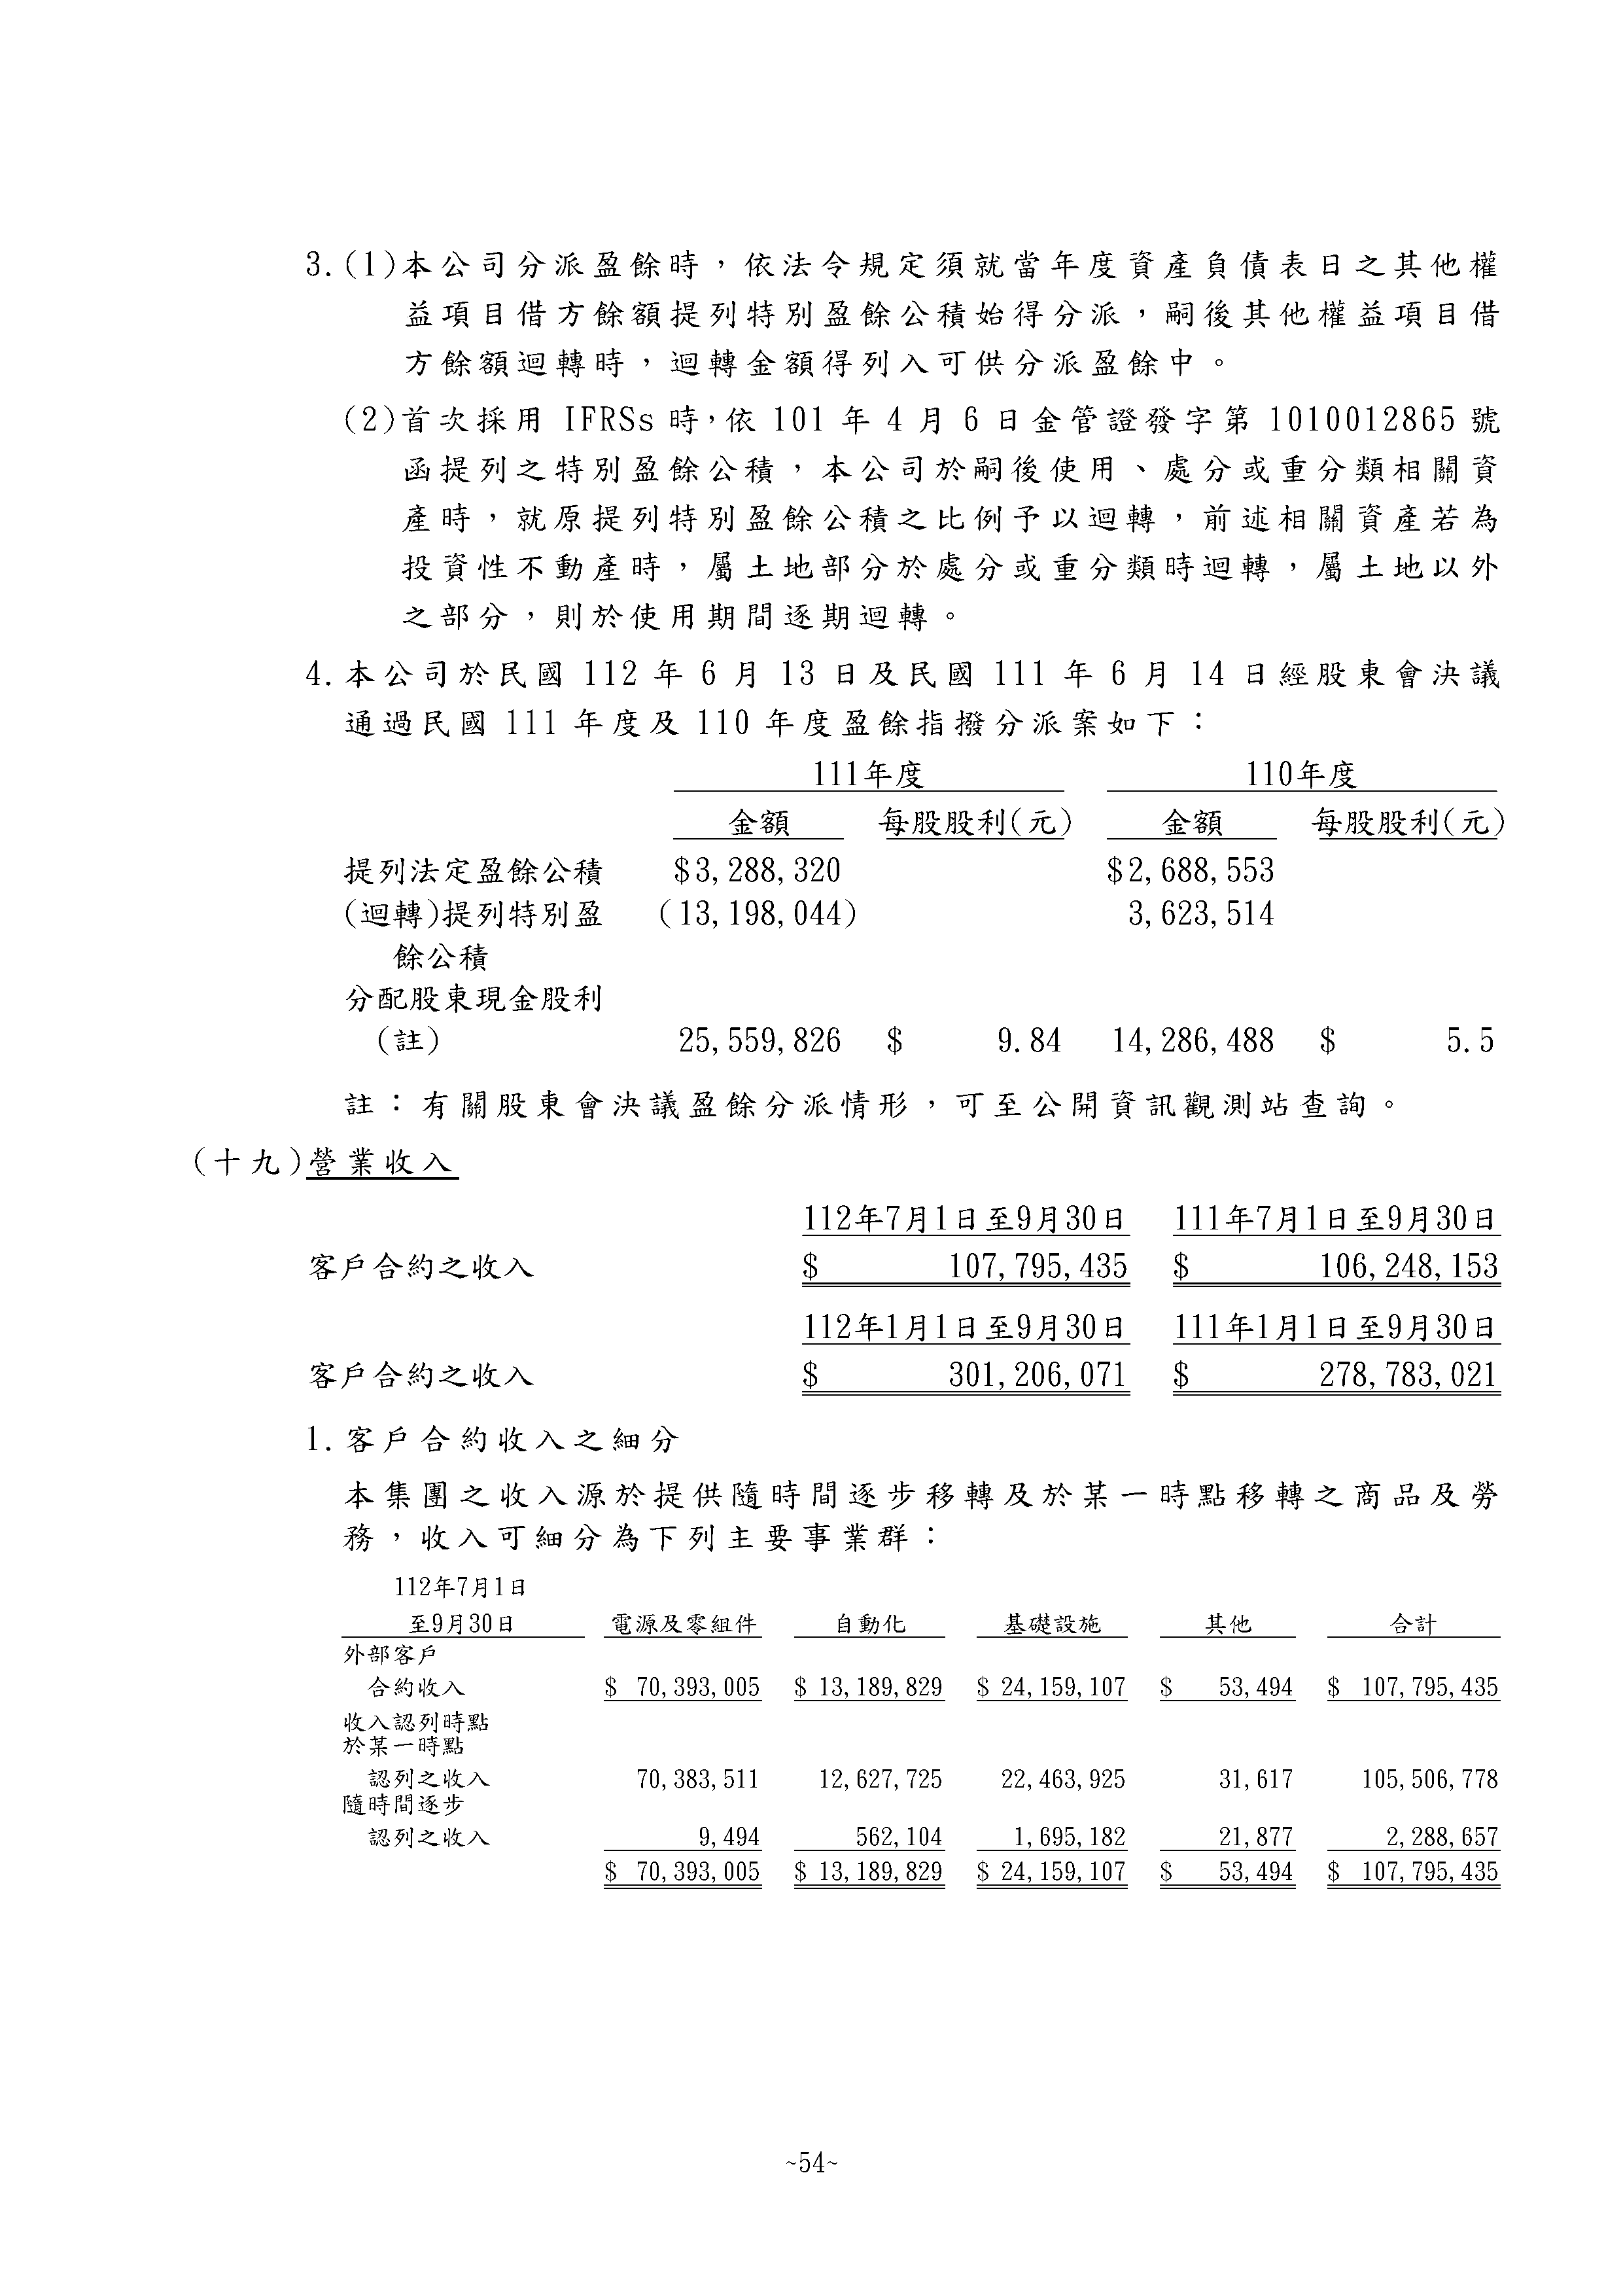 3.(1)本公司分派盈餘時，依法令規定須就當年度資產負債表日之其他權
益項目借方餘額提列特別盈餘公積始得分派，嗣後其他權益項目借
方餘額迴轉時，迴轉金額得列入可供分派盈餘中。
(2)首次採用 IFRSs 時，依 101 年 4 月 6 日金管證發字第 1010012865 號
函提列之特別盈餘公積，本公司於嗣後使用、處分或重分類相關資
產時，就原提列特別盈餘公積之比例予以迴轉，前述相關資產若為
投資性不動產時，屬土地部分於處分或重分類時迴轉，屬土地以外
之部分，則於使用期間逐期迴轉。
4.本公司於民國 112 年 6 月 13 日及民國 111 年 6 月 14 日經股東會決議
通過民國 111 年度及 110 年度盈餘指撥分派案如下：
111年度 110年度
金額 每股股利(元) 金額 每股股利(元)
提列法定盈餘公積 $3,288,320 $2,688,553
(迴轉)提列特別盈 (13,198,044) 3,623,514
餘公積
分配股東現金股利
(註) 25,559,826 $ 9.84 14,286,488 $ 5.5
註：有關股東會決議盈餘分派情形，可至公開資訊觀測站查詢。
(十九)營業收入
112年7月1日至9月30日 111年7月1日至9月30日
客戶合約之收入 $ 107,795,435 $ 106,248,153
112年1月1日至9月30日 111年1月1日至9月30日
客戶合約之收入 $ 301,206,071 $ 278,783,021
1.客戶合約收入之細分
本集團之收入源於提供隨時間逐步移轉及於某一時點移轉之商品及勞
務，收入可細分為下列主要事業群：
112年7月1日
至9月30日 電源及零組件 自動化 基礎設施 其他 合計
外部客戶
合約收入 $ 70,393,005 $ 13,189,829 $ 24,159,107 $ 53,494 $ 107,795,435
收入認列時點
於某一時點
認列之收入 70,383,511 12,627,725 22,463,925 31,617 105,506,778
隨時間逐步
認列之收入 9,494 562,104 1,695,182 21,877 2,288,657
$ 70,393,005 $ 13,189,829 $ 24,159,107 $ 53,494 $ 107,795,435
~54~